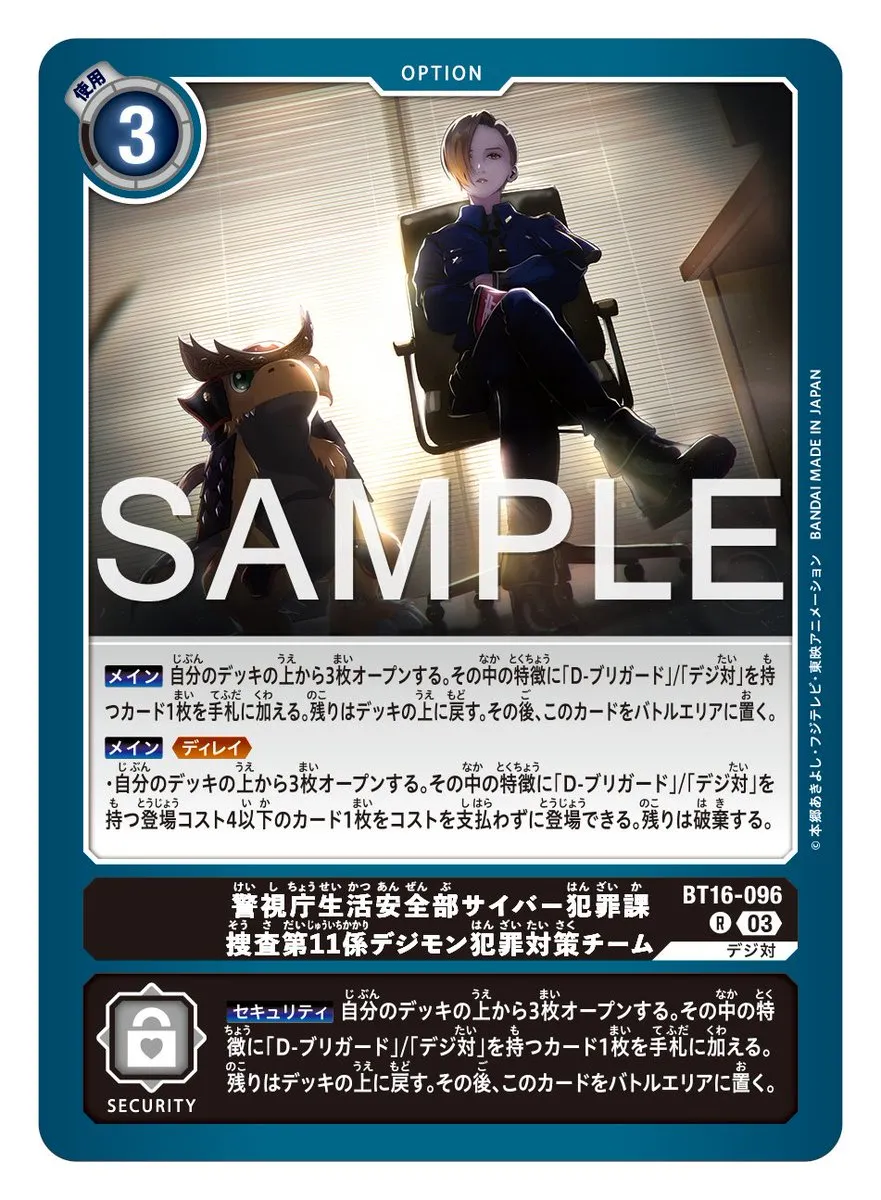 OPTION
使用
3
SAMPLE
メイン 自分のデッキの上から3枚オープンする。その中の特徴に「D-ブリガード」/「デジ対」を持
つカード1枚を手札に加える。残りはデッキの上に戻す。その後、このカードをバトルエリアに置く。
メイン ディレイ
・自分のデッキの上から3枚オープンする。その中の特徴に「D-ブリガード」/「デジ対」を
持つ登場コスト4以下のカード1枚をコストを支払わずに登場できる。残りは破棄する。
©本郷あきよし・フジテレビ・東映アニメーション BANDAI MADE IN JAPAN
警視庁生活安全部サイバー犯罪課
捜査第11係デジモン犯罪対策チーム
BT16-096
R 03
デジ対
セキュリティ 自分のデッキの上から3枚オープンする。その中の特
徴に「D-ブリガード」/「デジ対」を持つカード1枚を手札に加える。
残りはデッキの上に戻す。その後、このカードをバトルエリアに置く。
SECURITY